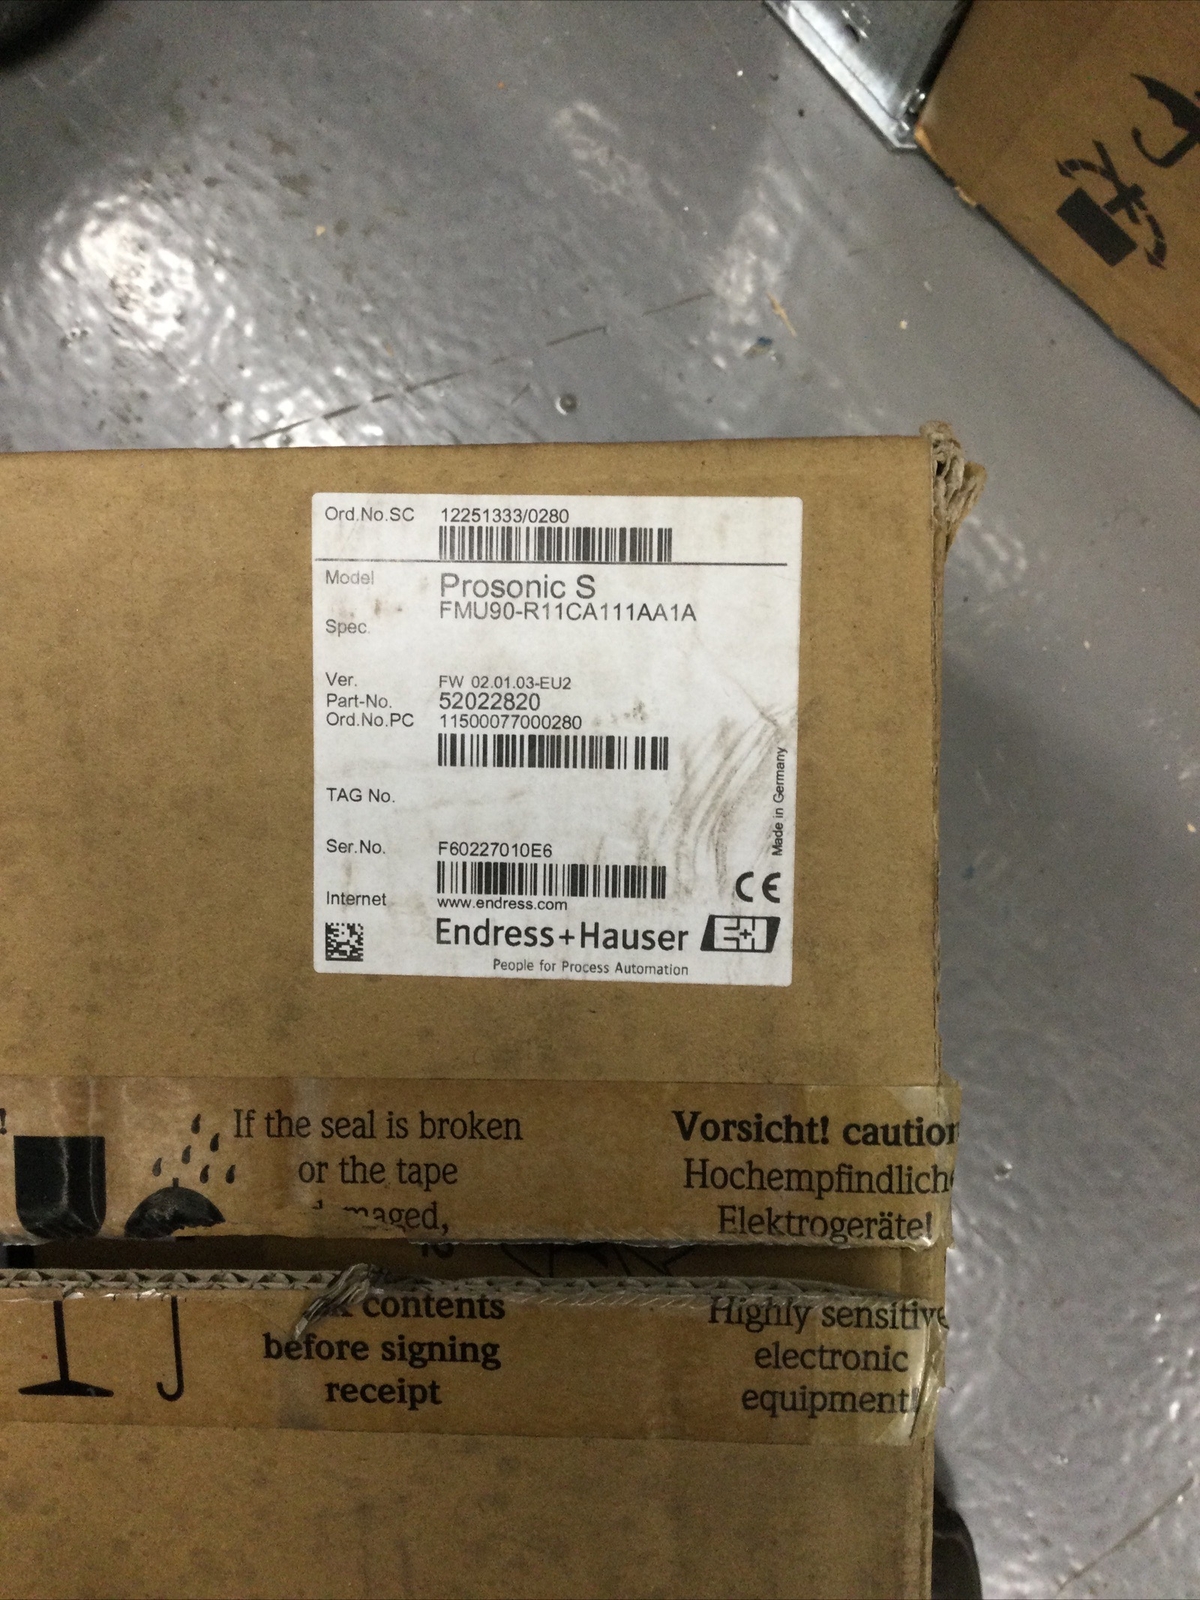 Ord.No.SC 12251333/0280
Model Prosonic S
FMU90-R11CA111AA1A
Spec.
Ver. FW 02.01.03-EU2
Part-No. 52022820
Ord.No.PC 11500077000280
TAG No.
Made in Germany
Ser.No. F60227010E6
CE
Internet www.endress.com
Endress+Hauser E+H
People for Process Automation
! If the seal is broken
or the tape
maged,
contents
before signing
receipt
Vorsicht! caution
Hochempfindlich
Elektrogeräte!
Highly sensitive
electronic
equipment!